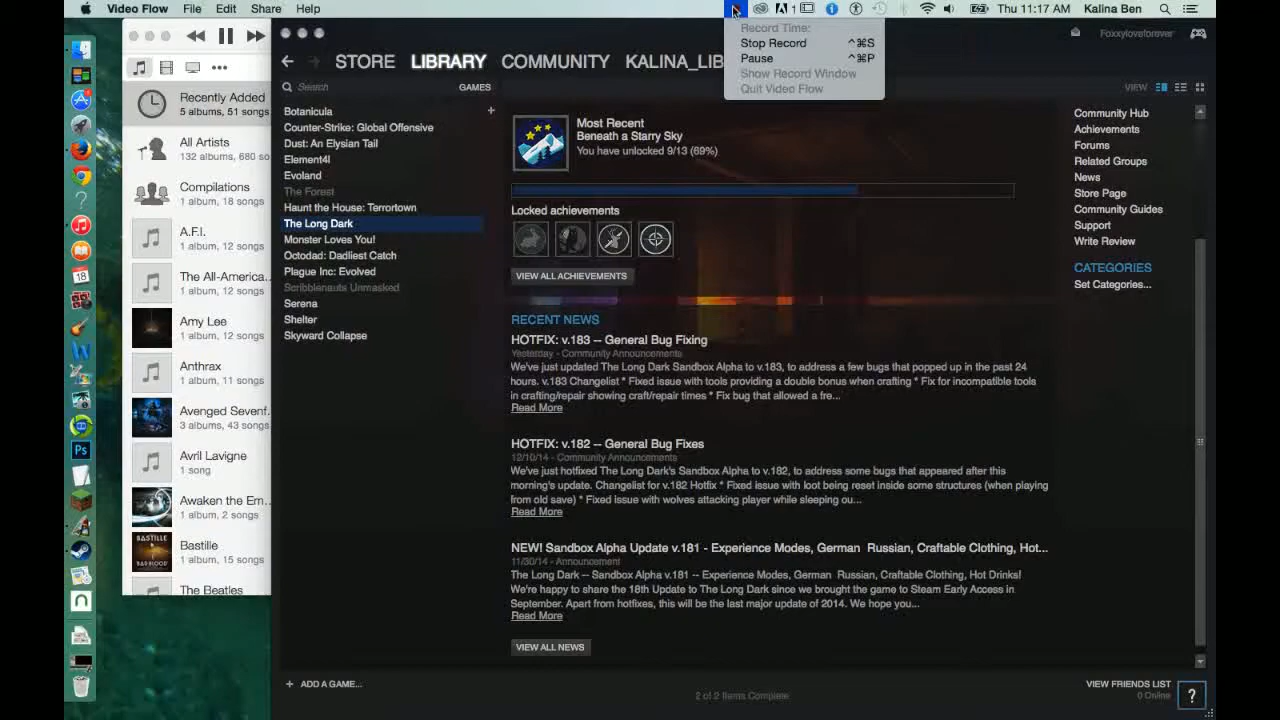 Video Flow File Edit Share Help
1 Thu 11:17 AM Kalina Ben
Record Time:
Stop Record ^⌘S
Pause ^⌘P
Show Record Window
Quit Video Flow
Recently Added
5 albums, 51 songs
All Artists
132 albums, 680 so
Compilations
1 album, 18 songs
A.F.I.
1 album, 12 songs
The All-America...
1 album, 12 songs
Amy Lee
1 album, 12 songs
Anthrax
1 album, 11 songs
Avenged Sevenf.
3 albums, 43 songs
Avril Lavigne
1 song
Awaken the Em..
1 album, 2 songs
Bastille
1 album, 15 songs
The Beatles
Foxxyloveforever
STORE LIBRARY COMMUNITY KALINA_LIB
Search GAMES
VIEW
Botanicula
Counter-Strike: Global Offensive
Dust: An Elysian Tail
Element4l
Evoland
The Forest
Haunt the House: Terrortown
The Long Dark
Monster Loves You!
Octodad: Dadliest Catch
Plague Inc: Evolved
Scribblenauts Unmasked
Serena
Shelter
Skyward Collapse
+ ADD A GAME...
Most Recent
Beneath a Starry Sky
You have unlocked 9/13 (69%)
Locked achievements
VIEW ALL ACHIEVEMENTS
RECENT NEWS
HOTFIX: v.183 -- General Bug Fixing
Yesterday - Community Announcements
We've just updated The Long Dark Sandbox Alpha to v.183, to address a few bugs that popped up in the past 24
hours. v.183 Changelist * Fixed issue with tools providing a double bonus when crafting * Fix for incompatible tools
in crafting/repair showing craft/repair times * Fix bug that allowed a fre...
Read More
HOTFIX: v.182 -- General Bug Fixes
12/10/14 - Community Announcements
We've just hotfixed The Long Dark's Sandbox Alpha to v.182, to address some bugs that appeared after this
morning's update. Changelist for v.182 Hotfix * Fixed issue with loot being reset inside some structures (when playing
from old save) * Fixed issue with wolves attacking player while sleeping ou...
Read More
NEW! Sandbox Alpha Update v.181 - Experience Modes, German Russian, Craftable Clothing, Hot...
11/30/14 - Announcement
The Long Dark -- Sandbox Alpha v.181 -- Experience Modes, German Russian, Craftable Clothing, Hot Drinks!
We're happy to share the 18th Update to The Long Dark since we brought the game to Steam Early Access in
September. Apart from hotfixes, this will be the last major update of 2014. We hope you...
Read More
VIEW ALL NEWS
2 of 2 Items Complete
Community Hub
Achievements
Forums
Related Groups
News
Store Page
Community Guides
Support
Write Review
CATEGORIES
Set Categories...
VIEW FRIENDS LIST
0 Online
?
18
W
Ps
n